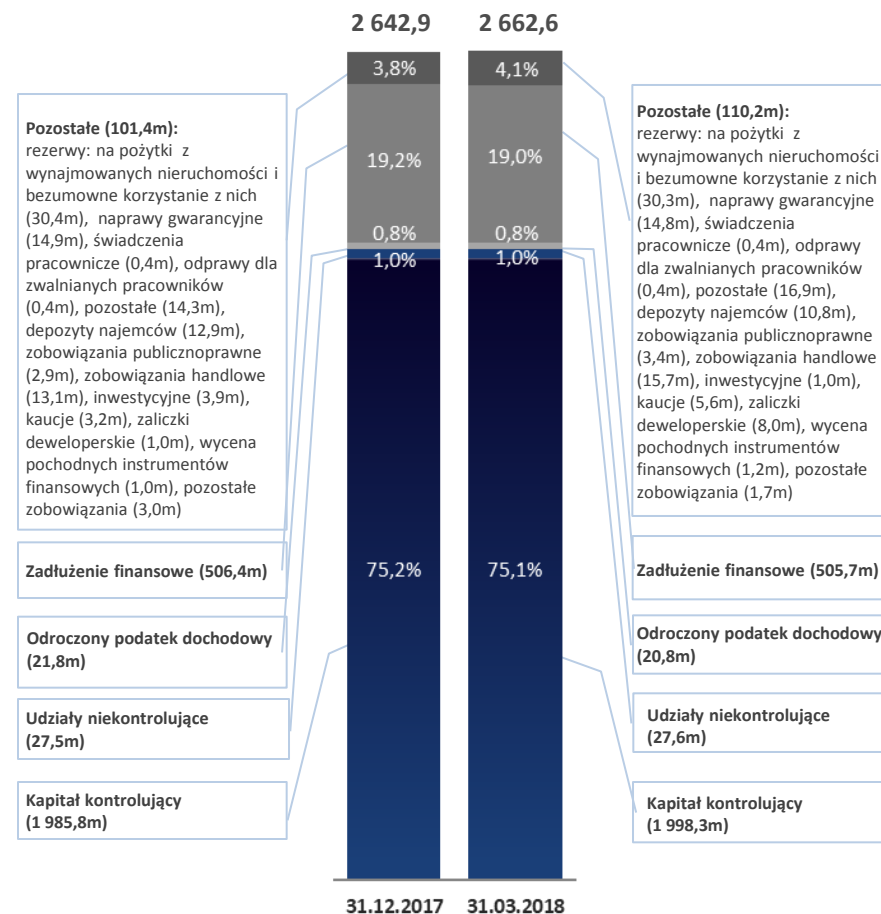 2 642,9
2 662,6
3,8%
4,1%
19,2%
19,0%
0,8%
0,8%
1,0%
1,0%
75,2%
75,1%
31.12.2017
31.03.2018
Pozostałe (101,4m):
rezerwy: na pożytki z
wynajmowanych nieruchomości i
bezumowne korzystanie z nich
(30,4m), naprawy gwarancyjne
(14,9m), świadczenia
pracownicze (0,4m), odprawy dla
zwalnianych pracowników
(0,4m), pozostałe (14,3m),
depozyty najemców (12,9m),
zobowiązania publicznoprawne
(2,9m), zobowiązania handlowe
(13,1m), inwestycyjne (3,9m),
kaucje (3,2m), zaliczki
deweloperskie (1,0m), wycena
pochodnych instrumentów
finansowych (1,0m), pozostałe
zobowiązania (3,0m)
Zadłużenie finansowe (506,4m)
Odroczony podatek dochodowy
(21,8m)
Udziały niekontrolujące
(27,5m)
Kapitał kontrolujący
(1 985,8m)
Pozostałe (110,2m):
rezerwy: na pożytki z
wynajmowanych nieruchomości
i bezumowne korzystanie z nich
(30,3m), naprawy gwarancyjne
(14,8m), świadczenia
pracownicze (0,4m), odprawy
dla zwalnianych pracowników
(0,4m), pozostałe (16,9m),
depozyty najemców (10,8m),
zobowiązania publicznoprawne
(3,4m), zobowiązania handlowe
(15,7m), inwestycyjne (1,0m),
kaucje (5,6m), zaliczki
deweloperskie (8,0m), wycena
pochodnych instrumentów
finansowych (1,2m), pozostałe
zobowiązania (1,7m)
Zadłużenie finansowe (505,7m)
Odroczony podatek dochodowy
(20,8m)
Udziały niekontrolujące
(27,6m)
Kapitał kontrolujący
(1 998,3m)